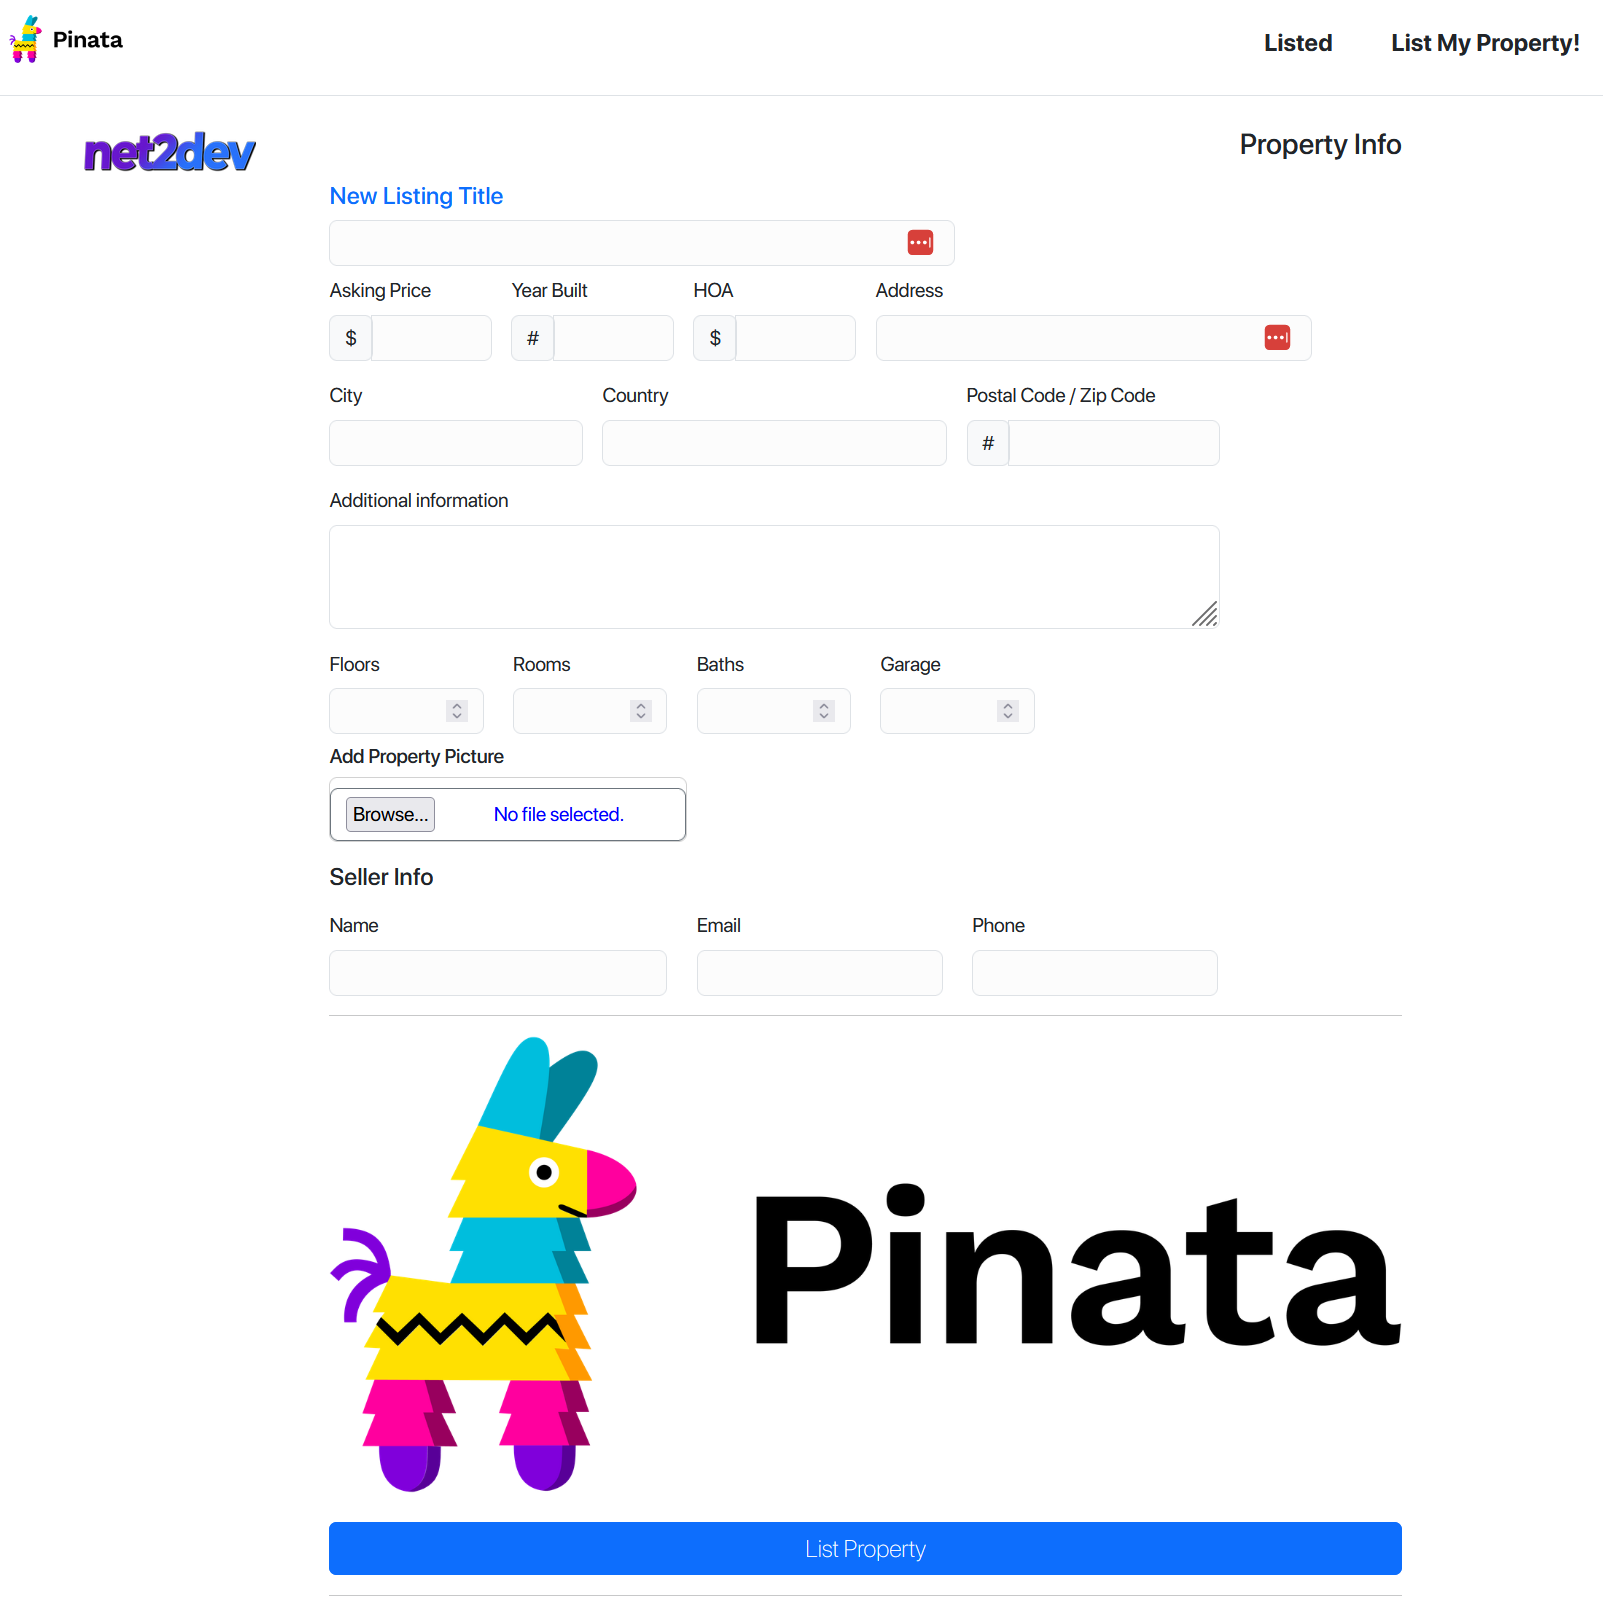 Pinata
Listed
List My Property!
net2dev
Property Info
New Listing Title
Asking Price
Year Built
HOA
Address
$
#
$
City
Country
Postal Code / Zip Code
#
Additional information
Floors
Rooms
Baths
Garage
Add Property Picture
Browse...
No file selected.
Seller Info
Name
Email
Phone
Pinata
List Property